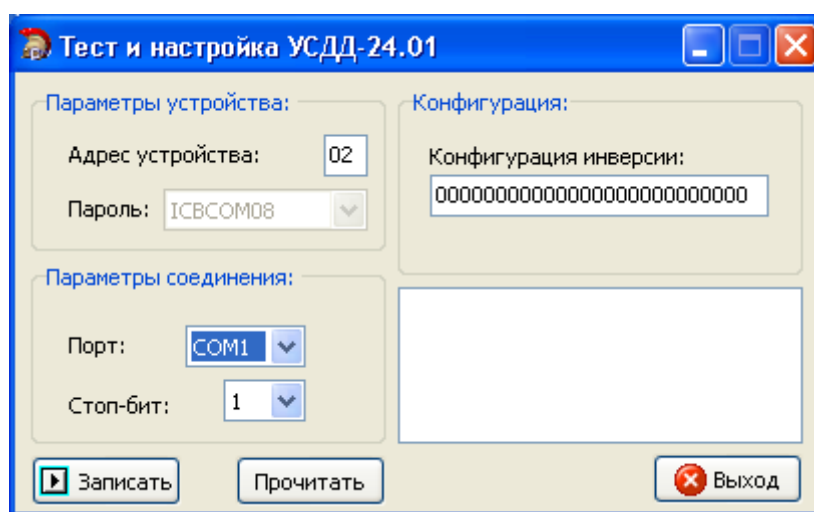 Тест и настройка УСДД-24.01
Параметры устройства:
Адрес устройства: 02
Пароль: ICBCOM08
Конфигурация:
Конфигурация инверсии:
000000000000000000000000
Параметры соединения:
Порт: COM1
Стоп-бит: 1
Записать
Прочитать
Выход